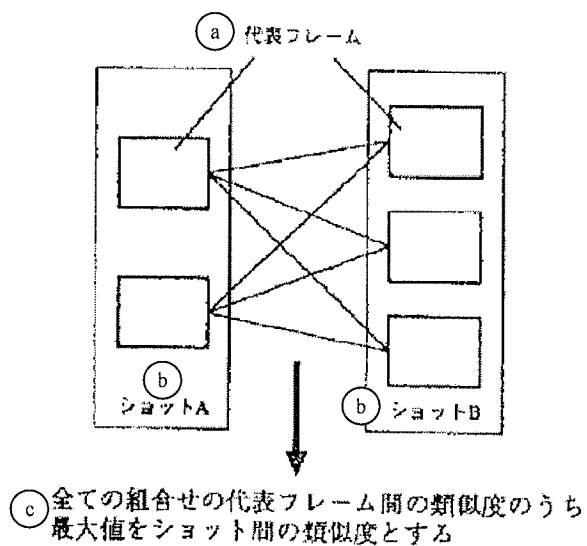 a 代表フレーム
b ショットA
b ショットB
c 全ての組合せの代表フレーム間の類似度のうち
最大値をショット間の類似度とする